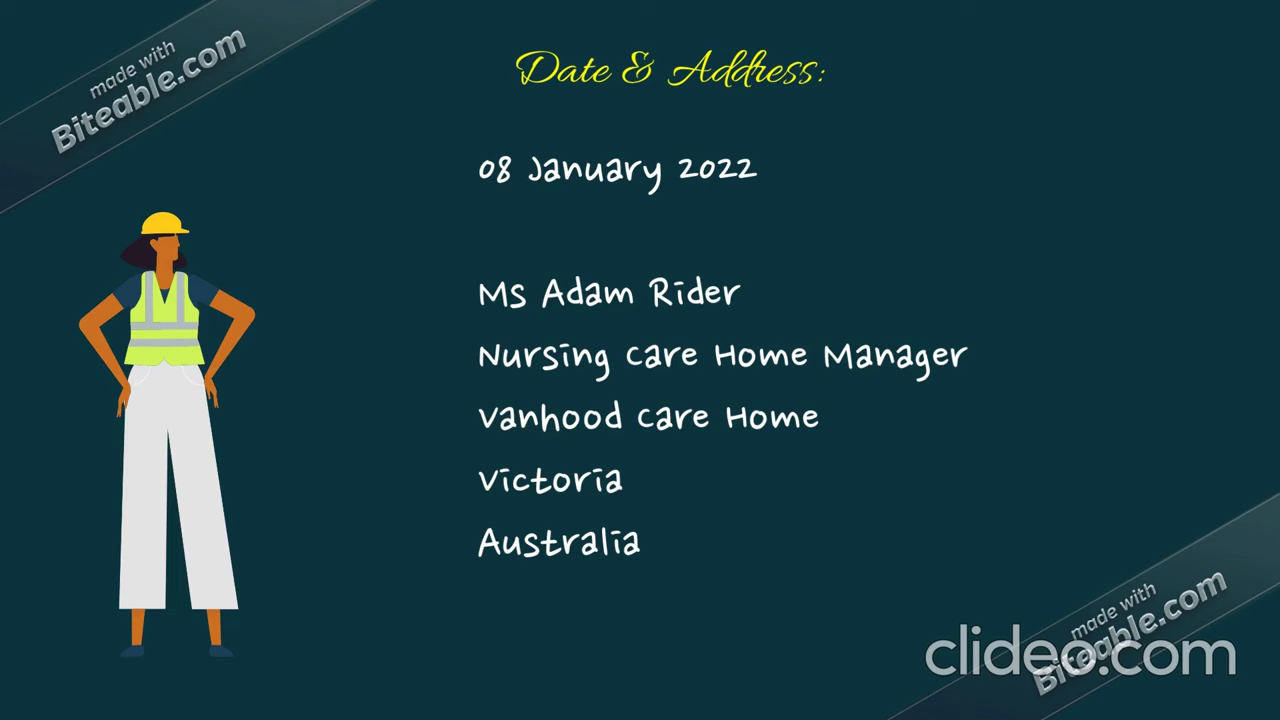 made with
Biteable.com
Date & Address:
08 January 2022
Ms Adam Rider
Nursing Care Home Manager
Vanhood Care Home
Victoria
Australia
made with
Biteable.com
clideo.com